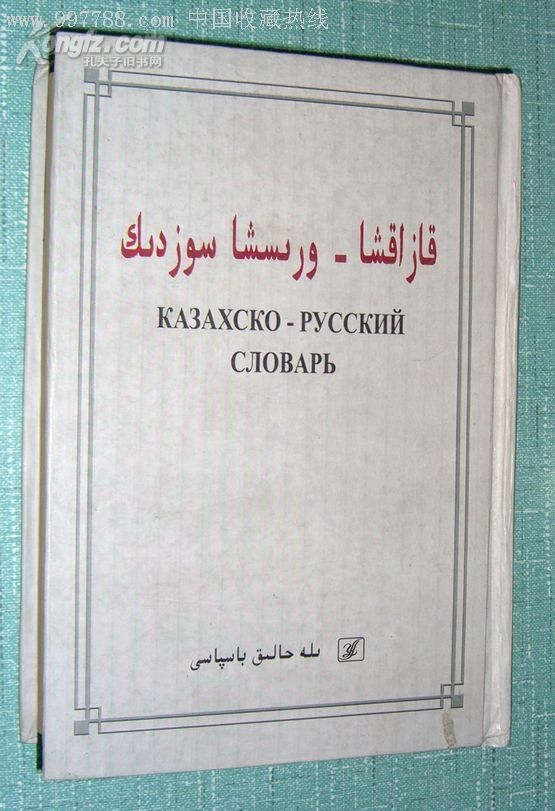 www.997788.com 中国收藏热线
Kongfz.com
孔夫子旧书网
قازاقشا - ورىسشا سوزدىك
КАЗАХСКО - РУССКИЙ
СЛОВАРЬ
ىله حالىق باسپاسى